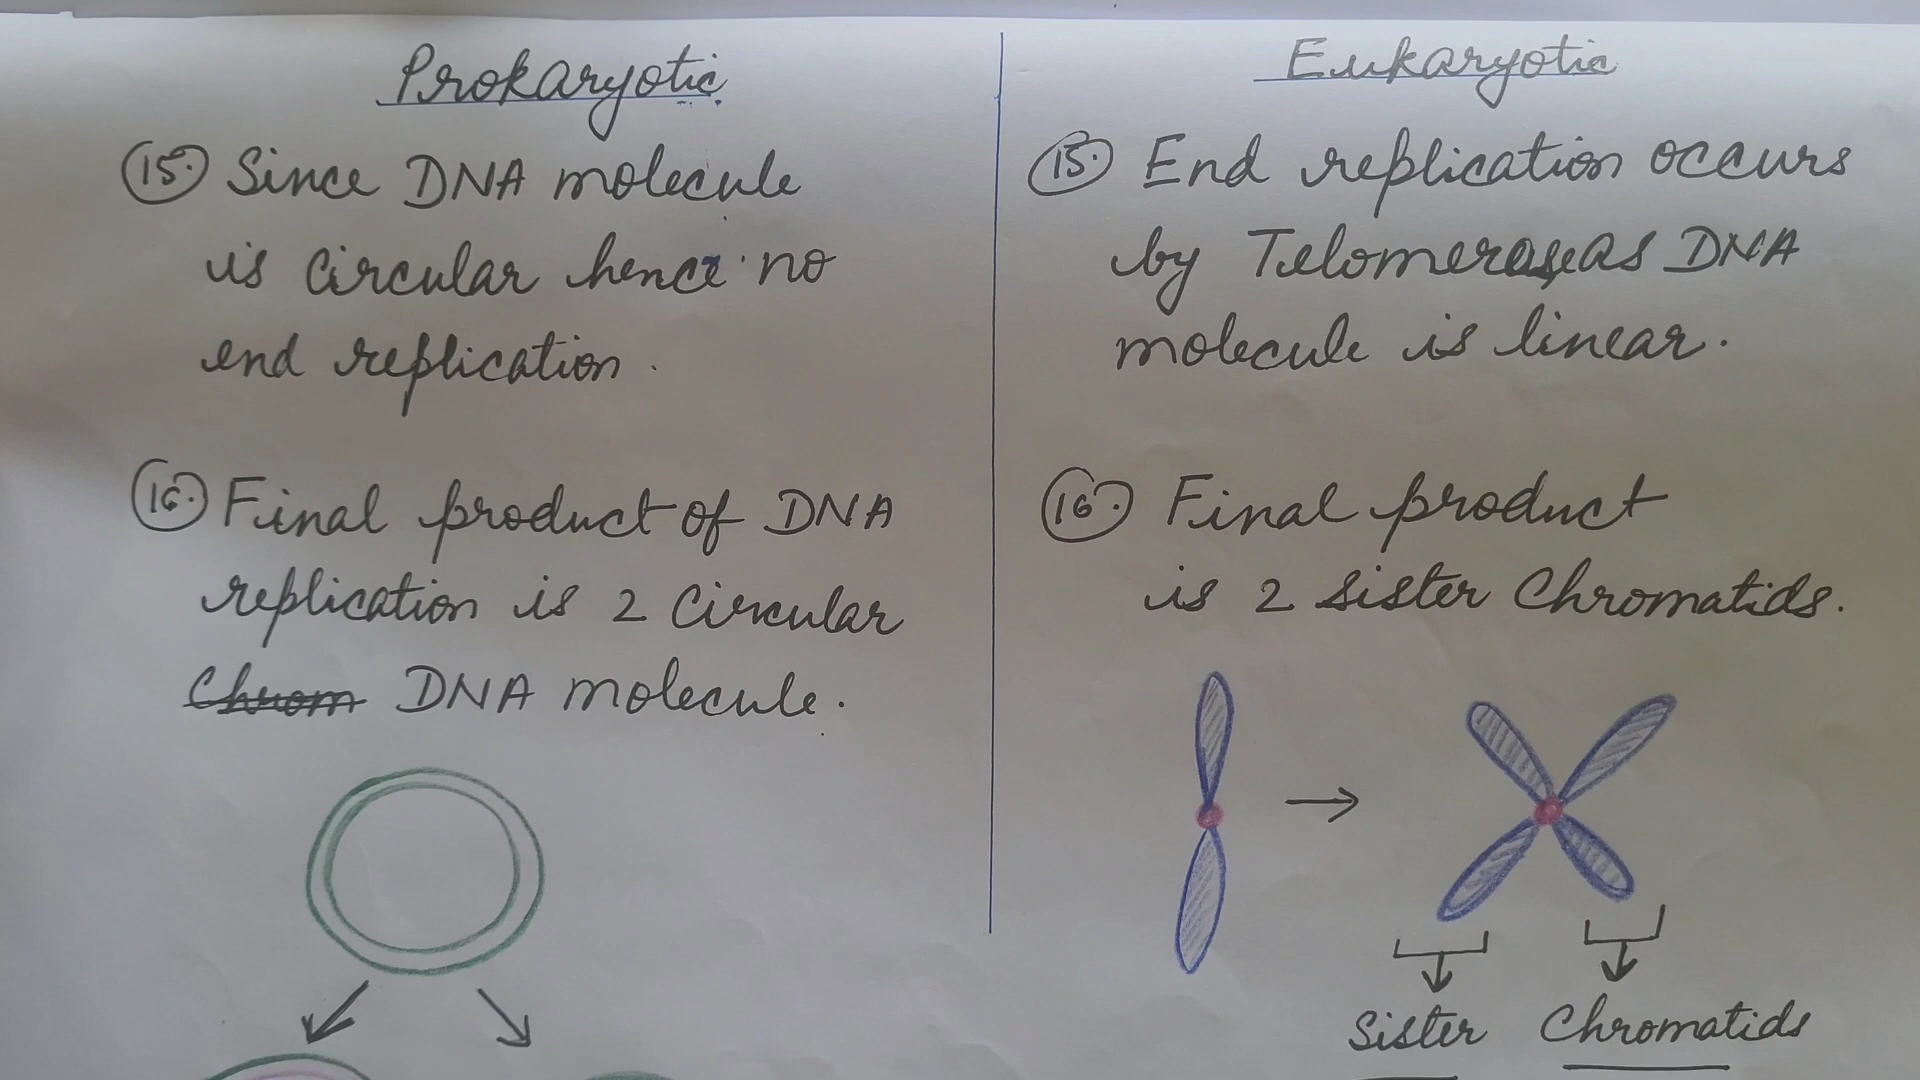 Prokaryotic
15. Since DNA molecule
is circular hence no
end replication.
16. Final product of DNA
replication is 2 Circular
Chrom DNA molecule.
Eukaryotic
15. End replication occurs
by Telomerase as DNA
molecule is linear.
16. Final product
is 2 sister Chromatids.
Sister Chromatids